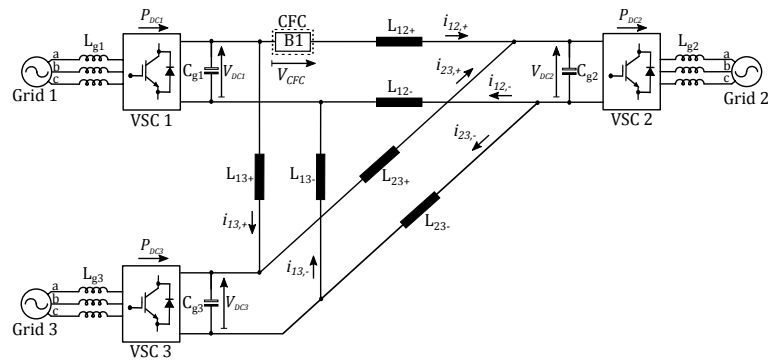 P_DC1
CFC
B1
V_CFC
L_12+
i_12,+
P_DC2
L_g1
a
b
c
Grid 1
VSC 1
C_g1
V_DC1
i_23,+
V_DC2
C_g2
L_g2
a
b
c
Grid 2
VSC 2
L_12-
i_12,-
i_23,-
L_13+
L_13-
L_23+
L_23-
i_13,+
i_13,-
P_DC3
L_g3
a
b
c
Grid 3
VSC 3
C_g3
V_DC3